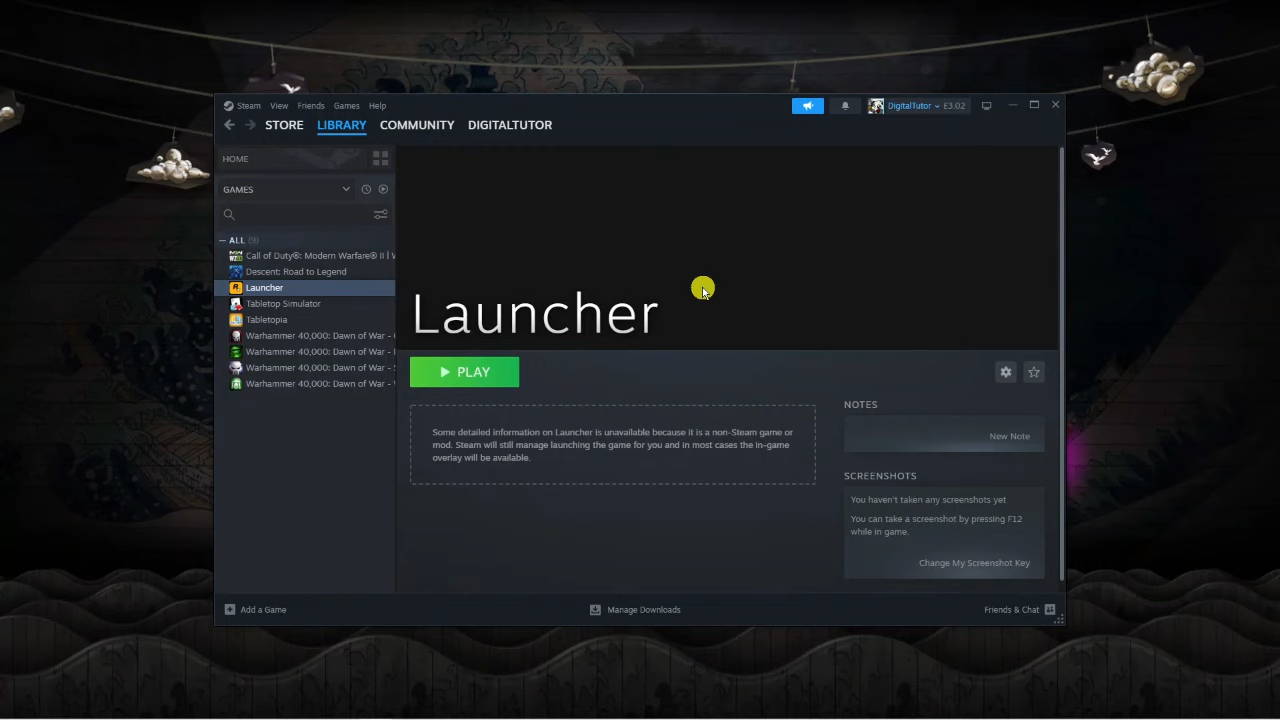 Steam View Friends Games Help
DigitalTutor £3.02
STORE LIBRARY COMMUNITY DIGITALTUTOR
HOME
GAMES
ALL (9)
Call of Duty®: Modern Warfare® II |
Descent: Road to Legend
Launcher
Tabletop Simulator
Tabletopia
Warhammer 40,000: Dawn of War -
Warhammer 40,000: Dawn of War -
Warhammer 40,000: Dawn of War -
Warhammer 40,000: Dawn of War -
Launcher
PLAY
Some detailed information on Launcher is unavailable because it is a non-Steam game or
mod. Steam will still manage launching the game for you and in most cases the in-game
overlay will be available.
NOTES
New Note
SCREENSHOTS
You haven't taken any screenshots yet
You can take a screenshot by pressing F12
while in game.
Change My Screenshot Key
Add a Game
Manage Downloads
Friends & Chat